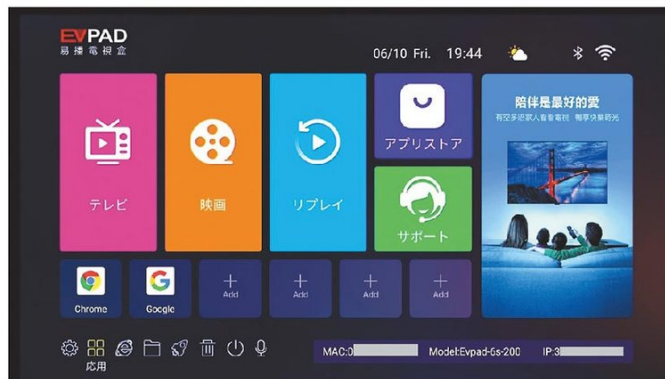 EVPAD
易播電視盒
06/10 Fri. 19:44
テレビ
映画
リプレイ
アプリストア
サポート
陪伴是最好的愛
有空多陪家人看看電視 暢享快樂時光
Chrome
Google
Add
Add
Add
Add
応用
MAC:0
Model:Evpad-6s-200
IP:3